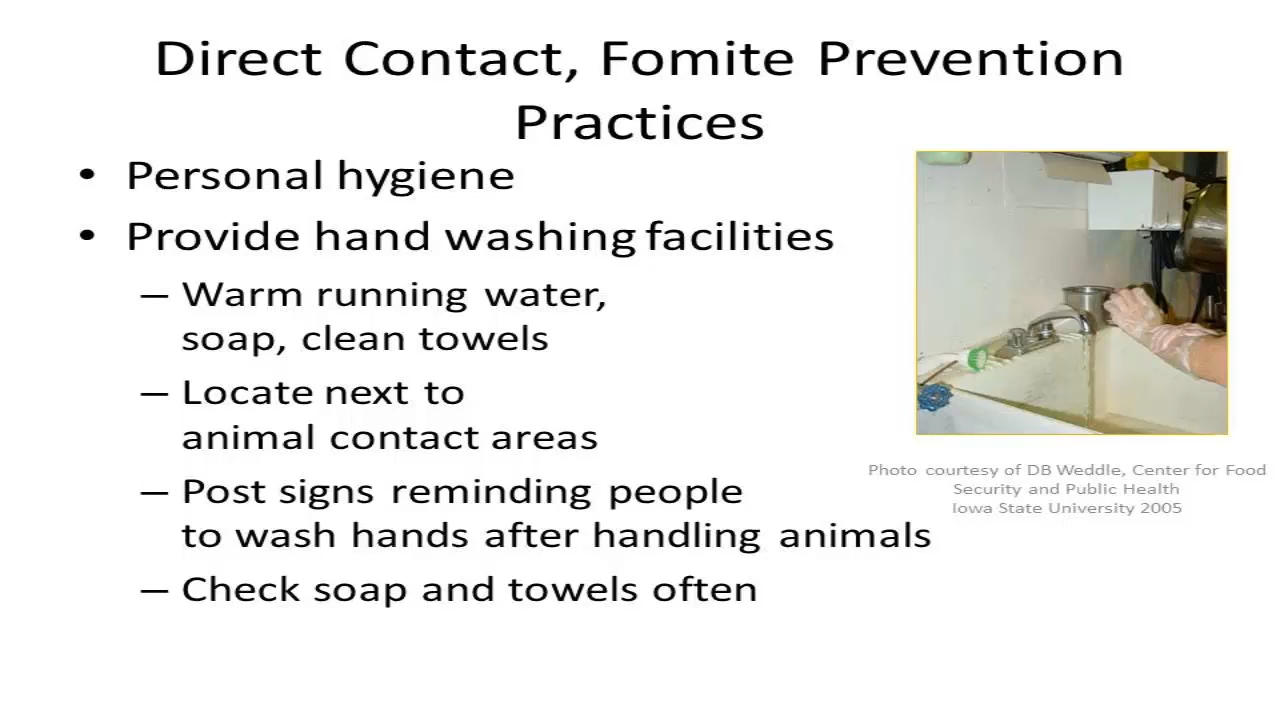 Direct Contact, Fomite Prevention
Practices
• Personal hygiene
• Provide hand washing facilities
– Warm running water,
soap, clean towels
– Locate next to
animal contact areas
– Post signs reminding people
to wash hands after handling animals
– Check soap and towels often
Photo courtesy of DB Weddle, Center for Food
Security and Public Health
Iowa State University 2005